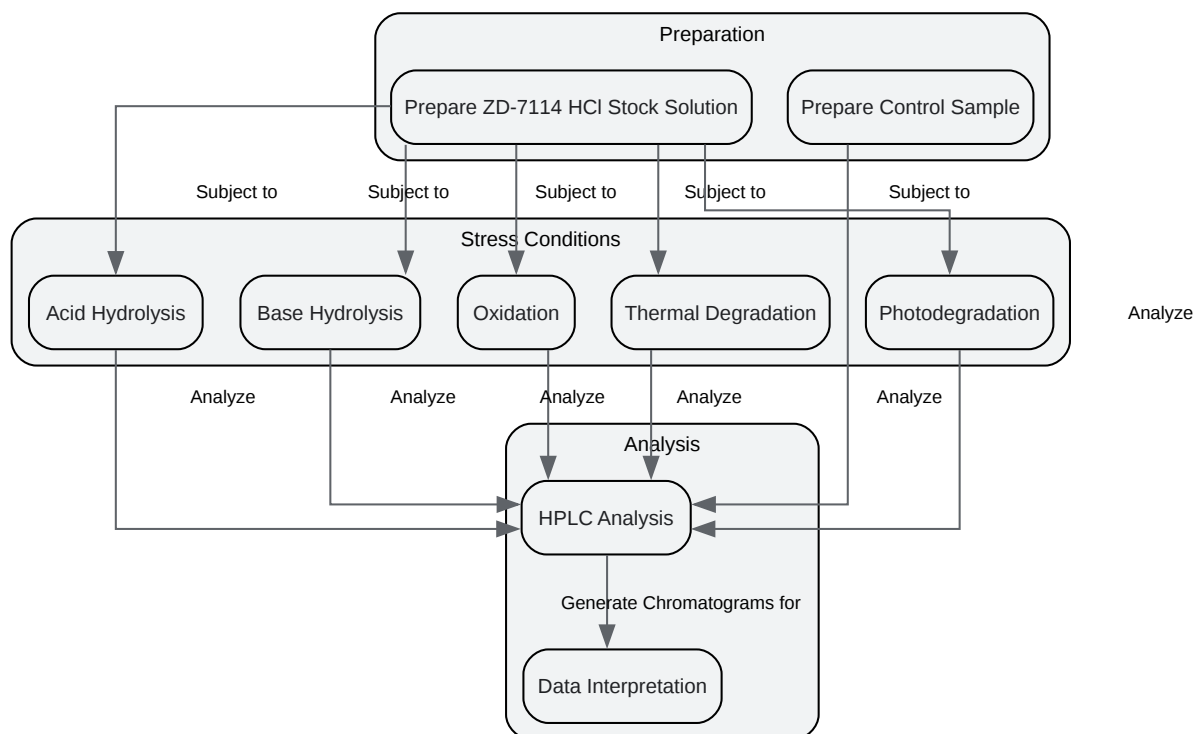 Preparation
Prepare ZD-7114 HCl Stock Solution
Prepare Control Sample
Subject to
Subject to
Subject to
Subject to
Subject to
Stress Conditions
Acid Hydrolysis
Base Hydrolysis
Oxidation
Thermal Degradation
Photodegradation
Analyze
Analyze
Analyze
Analyze
Analyze
Analyze
Analysis
HPLC Analysis
Generate Chromatograms for
Data Interpretation